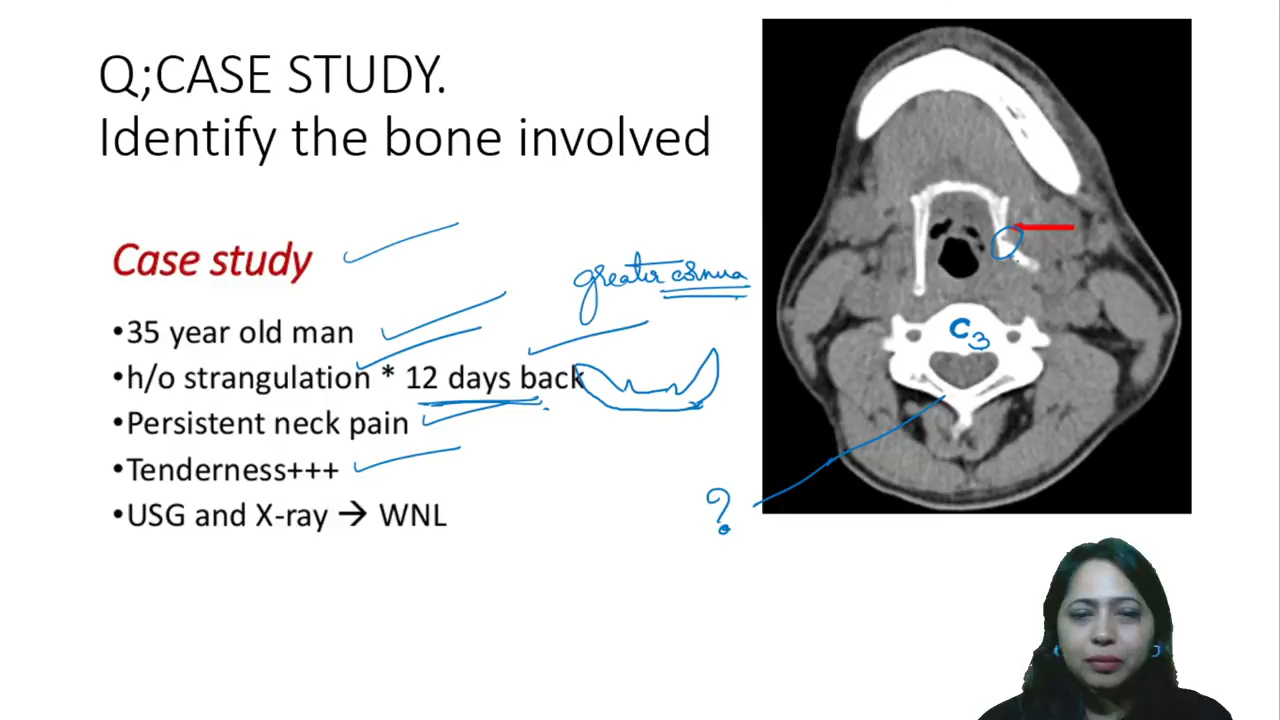 Q;CASE STUDY.
Identify the bone involved
Case study
greater cornua
•35 year old man
•h/o strangulation * 12 days back
•Persistent neck pain
•Tenderness+++
•USG and X-ray → WNL
C3
?